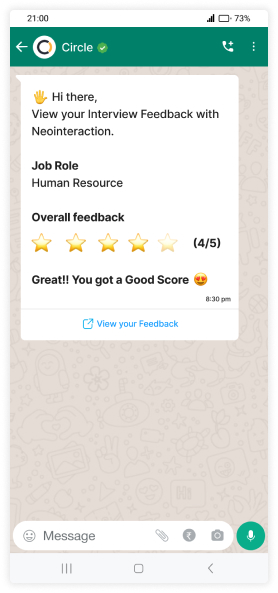 21:00 73%
Circle
🖐 Hi there,
View your Interview Feedback with
Neointeraction.
Job Role
Human Resource
Overall feedback
(4/5)
Great!! You got a Good Score 😍
8:30 pm
View your Feedback
Message